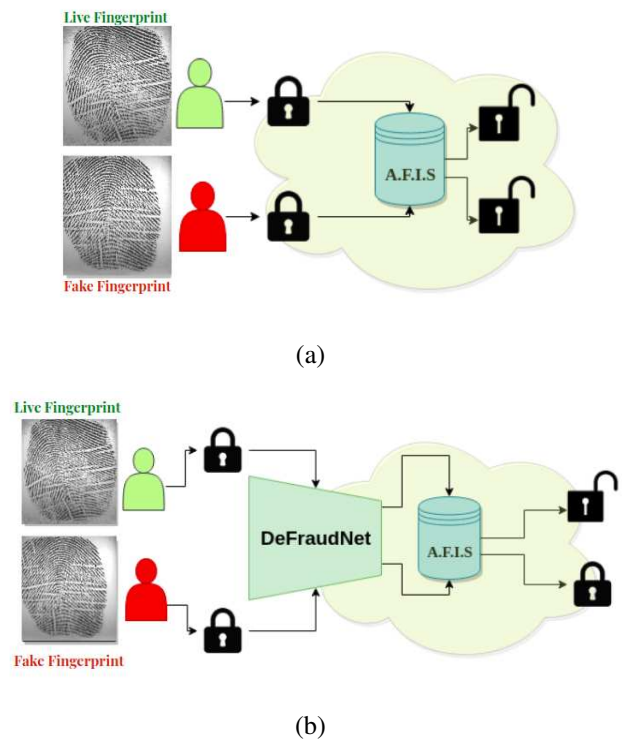 Live Fingerprint
A.F.I.S
Fake Fingerprint
(a)
Live Fingerprint
DeFraudNet
A.F.I.S
Fake Fingerprint
(b)